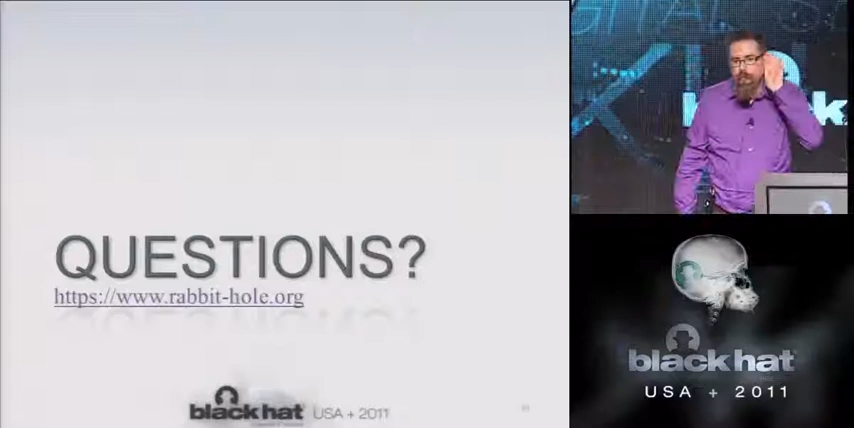 QUESTIONS?
https://www.rabbit-hole.org
black hat USA + 2011
black hat
USA + 2011